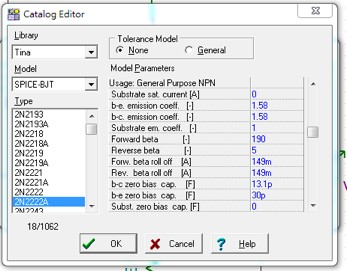 Catalog Editor
Library
Tina
Tolerance Model
None
General
Model
SPICE-BJT
Model Parameters
Type
2N2193
2N2193A
2N2218
2N2218A
2N2219
2N2219A
2N2221
2N2221A
2N2222
2N2222A
2N2243
18/1062
Usage: General Purpose NPN
Substrate sat. current [A] 0
b-e. emission coeff. [-] 1.58
b-c. emission coeff. [-] 1.58
Substrate em. coeff. [-] 1
Forward beta [-] 190
Reverse beta [-] 5
Forw. beta roll off [A] 149m
Rev. beta roll off [A] 149m
b-c zero bias cap. [F] 13.1p
b-e zero bias cap. [F] 30p
Subst. zero bias cap. [F] 0
OK
Cancel
? Help